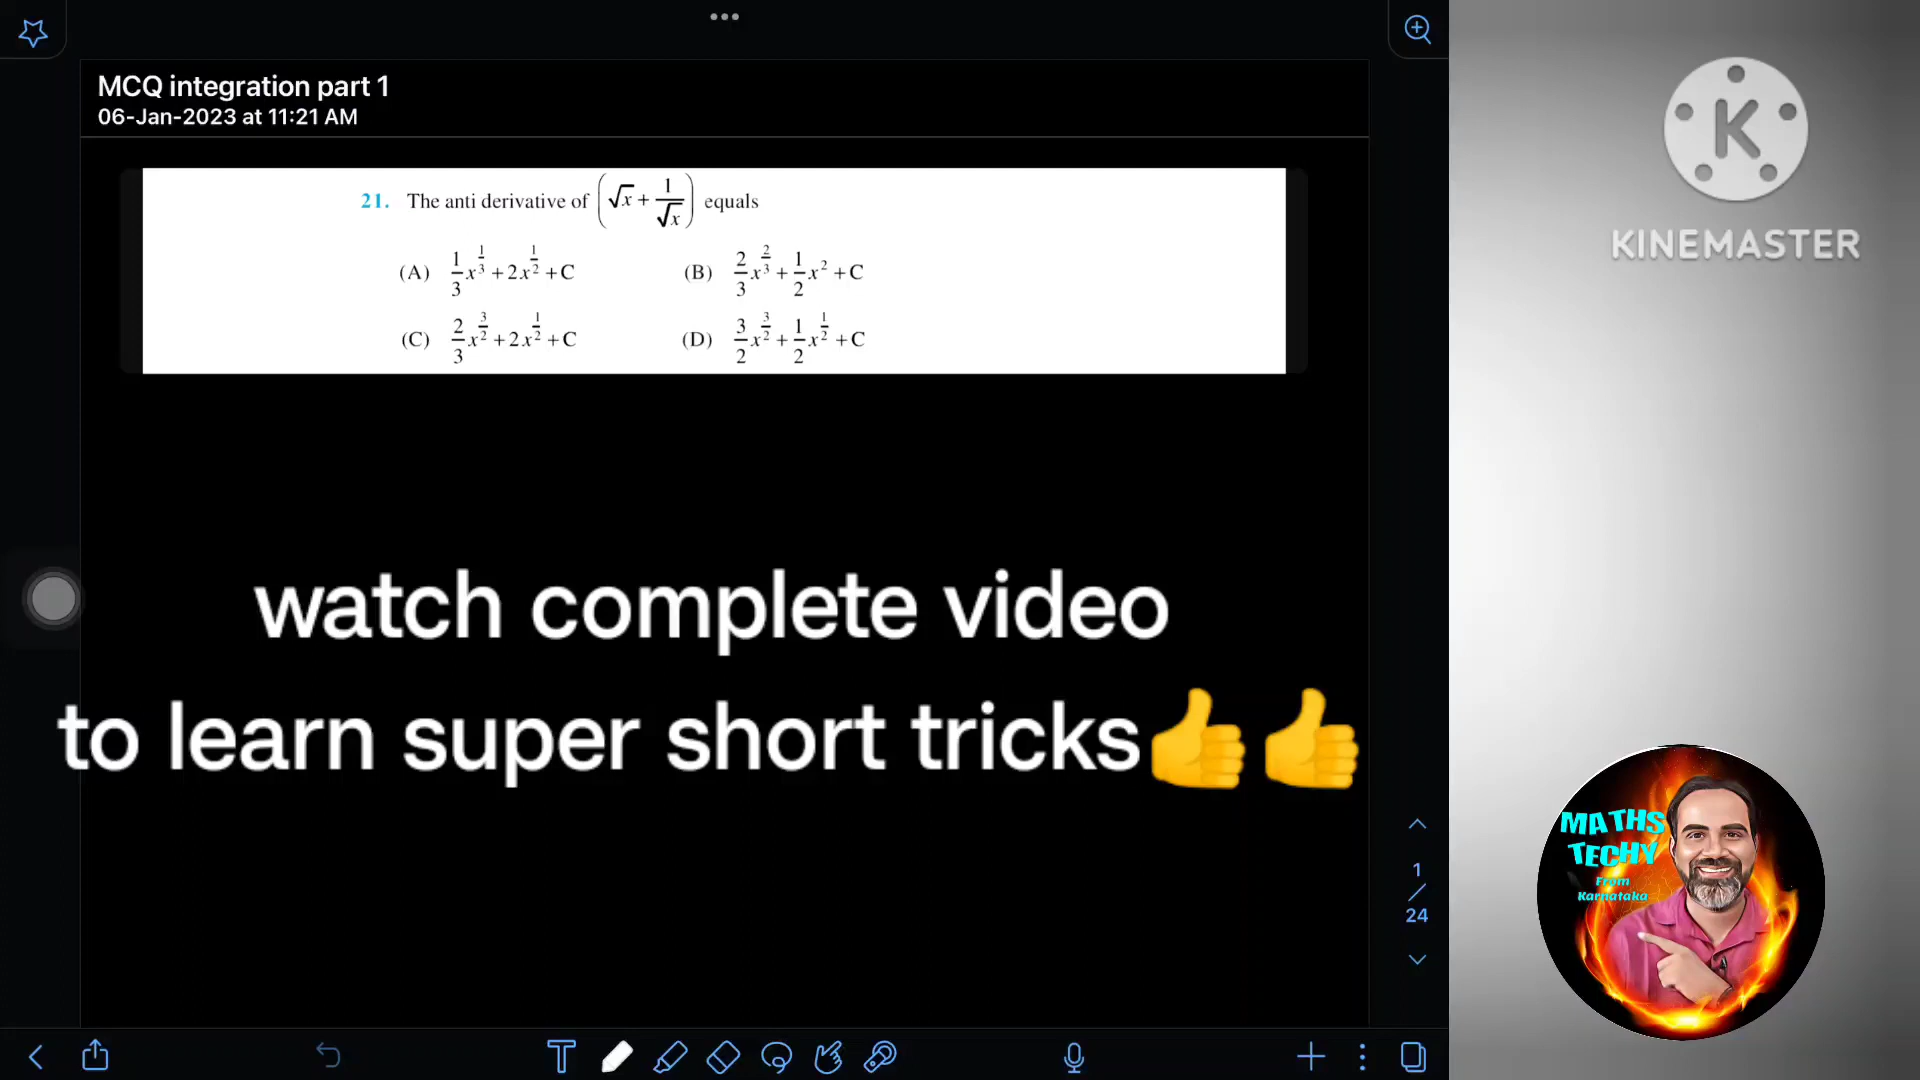 MCQ integration part 1
06-Jan-2023 at 11:21 AM
21. The anti derivative of (√x + 1/√x) equals
(A) 1/3 x^(1/3) + 2x^(1/2) + C (B) 2/3 x^(2/3) + 1/2 x² + C
(C) 2/3 x^(3/2) + 2x^(1/2) + C (D) 3/2 x^(3/2) + 1/2 x^(1/2) + C
watch complete video
to learn super short tricks👍👍
K
KINEMASTER
MATHS
TECHY
From
Karnataka
1
/
24
T